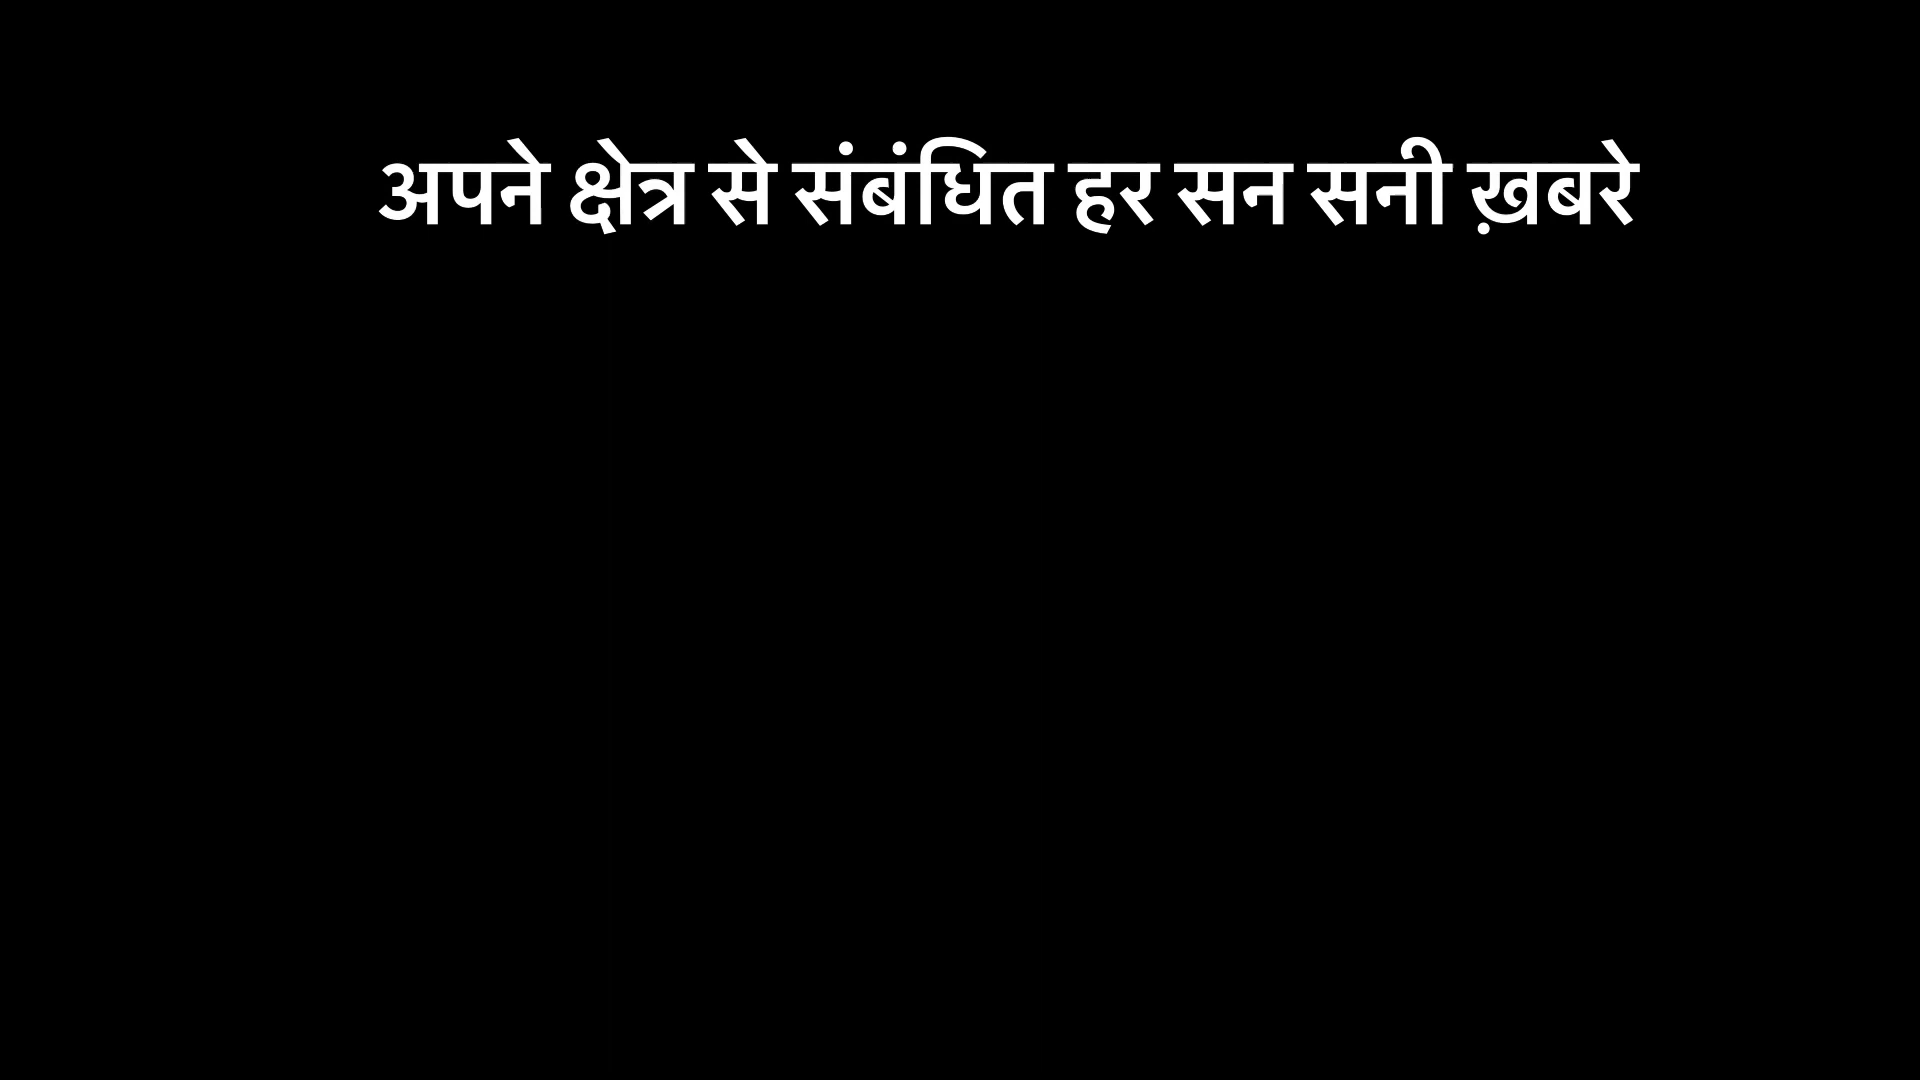 अपने क्षेत्र से संबंधित हर सन सनी ख़बरे